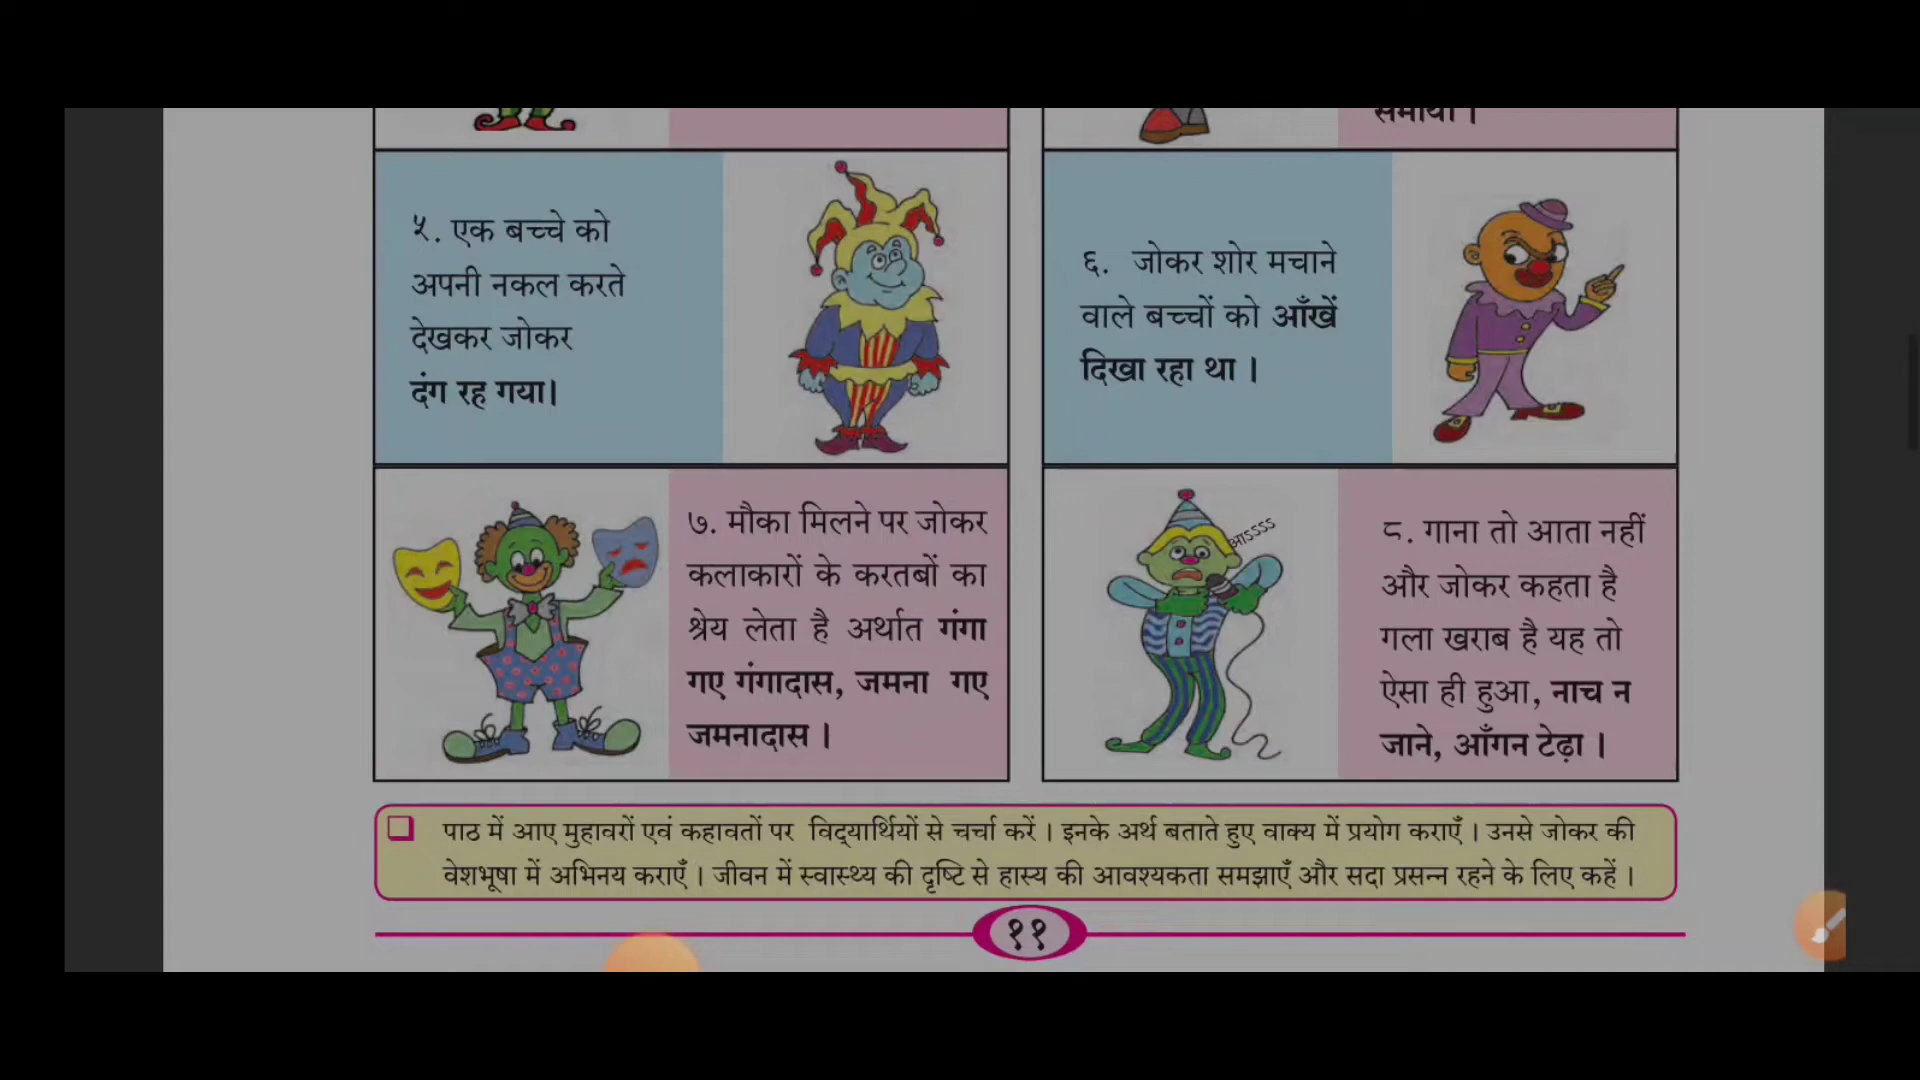 समाया ।
५. एक बच्चे को
अपनी नकल करते
देखकर जोकर
दंग रह गया।
६. जोकर शोर मचाने
वाले बच्चों को आँखें
दिखा रहा था ।
७. मौका मिलने पर जोकर
कलाकारों के करतबों का
श्रेय लेता है अर्थात गंगा
गए गंगादास, जमना गए
जमनादास ।
आऽऽऽऽ
८. गाना तो आता नहीं
और जोकर कहता है
गला खराब है यह तो
ऐसा ही हुआ, नाच न
जाने, आँगन टेढ़ा ।
पाठ में आए मुहावरों एवं कहावतों पर विद्‌यार्थियों से चर्चा करें । इनके अर्थ बताते हुए वाक्य में प्रयोग कराएँ । उनसे जोकर की
वेशभूषा में अभिनय कराएँ । जीवन में स्वास्थ्य की दृष्टि से हास्य की आवश्यकता समझाएँ और सदा प्रसन्न रहने के लिए कहें ।
११